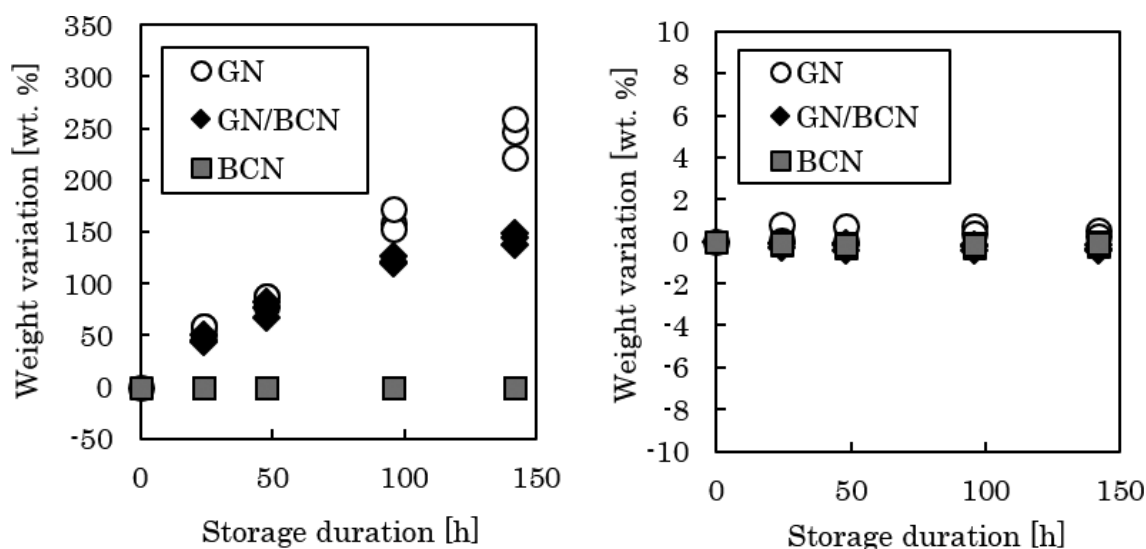 350
300
250
200
150
100
50
0
-50
Weight variation [wt. %]
GN
GN/BCN
BCN
0 50 100 150
Storage duration [h]
10
8
6
4
2
0
-2
-4
-6
-8
-10
Weight variation [wt. %]
GN
GN/BCN
BCN
0 50 100 150
Storage duration [h]